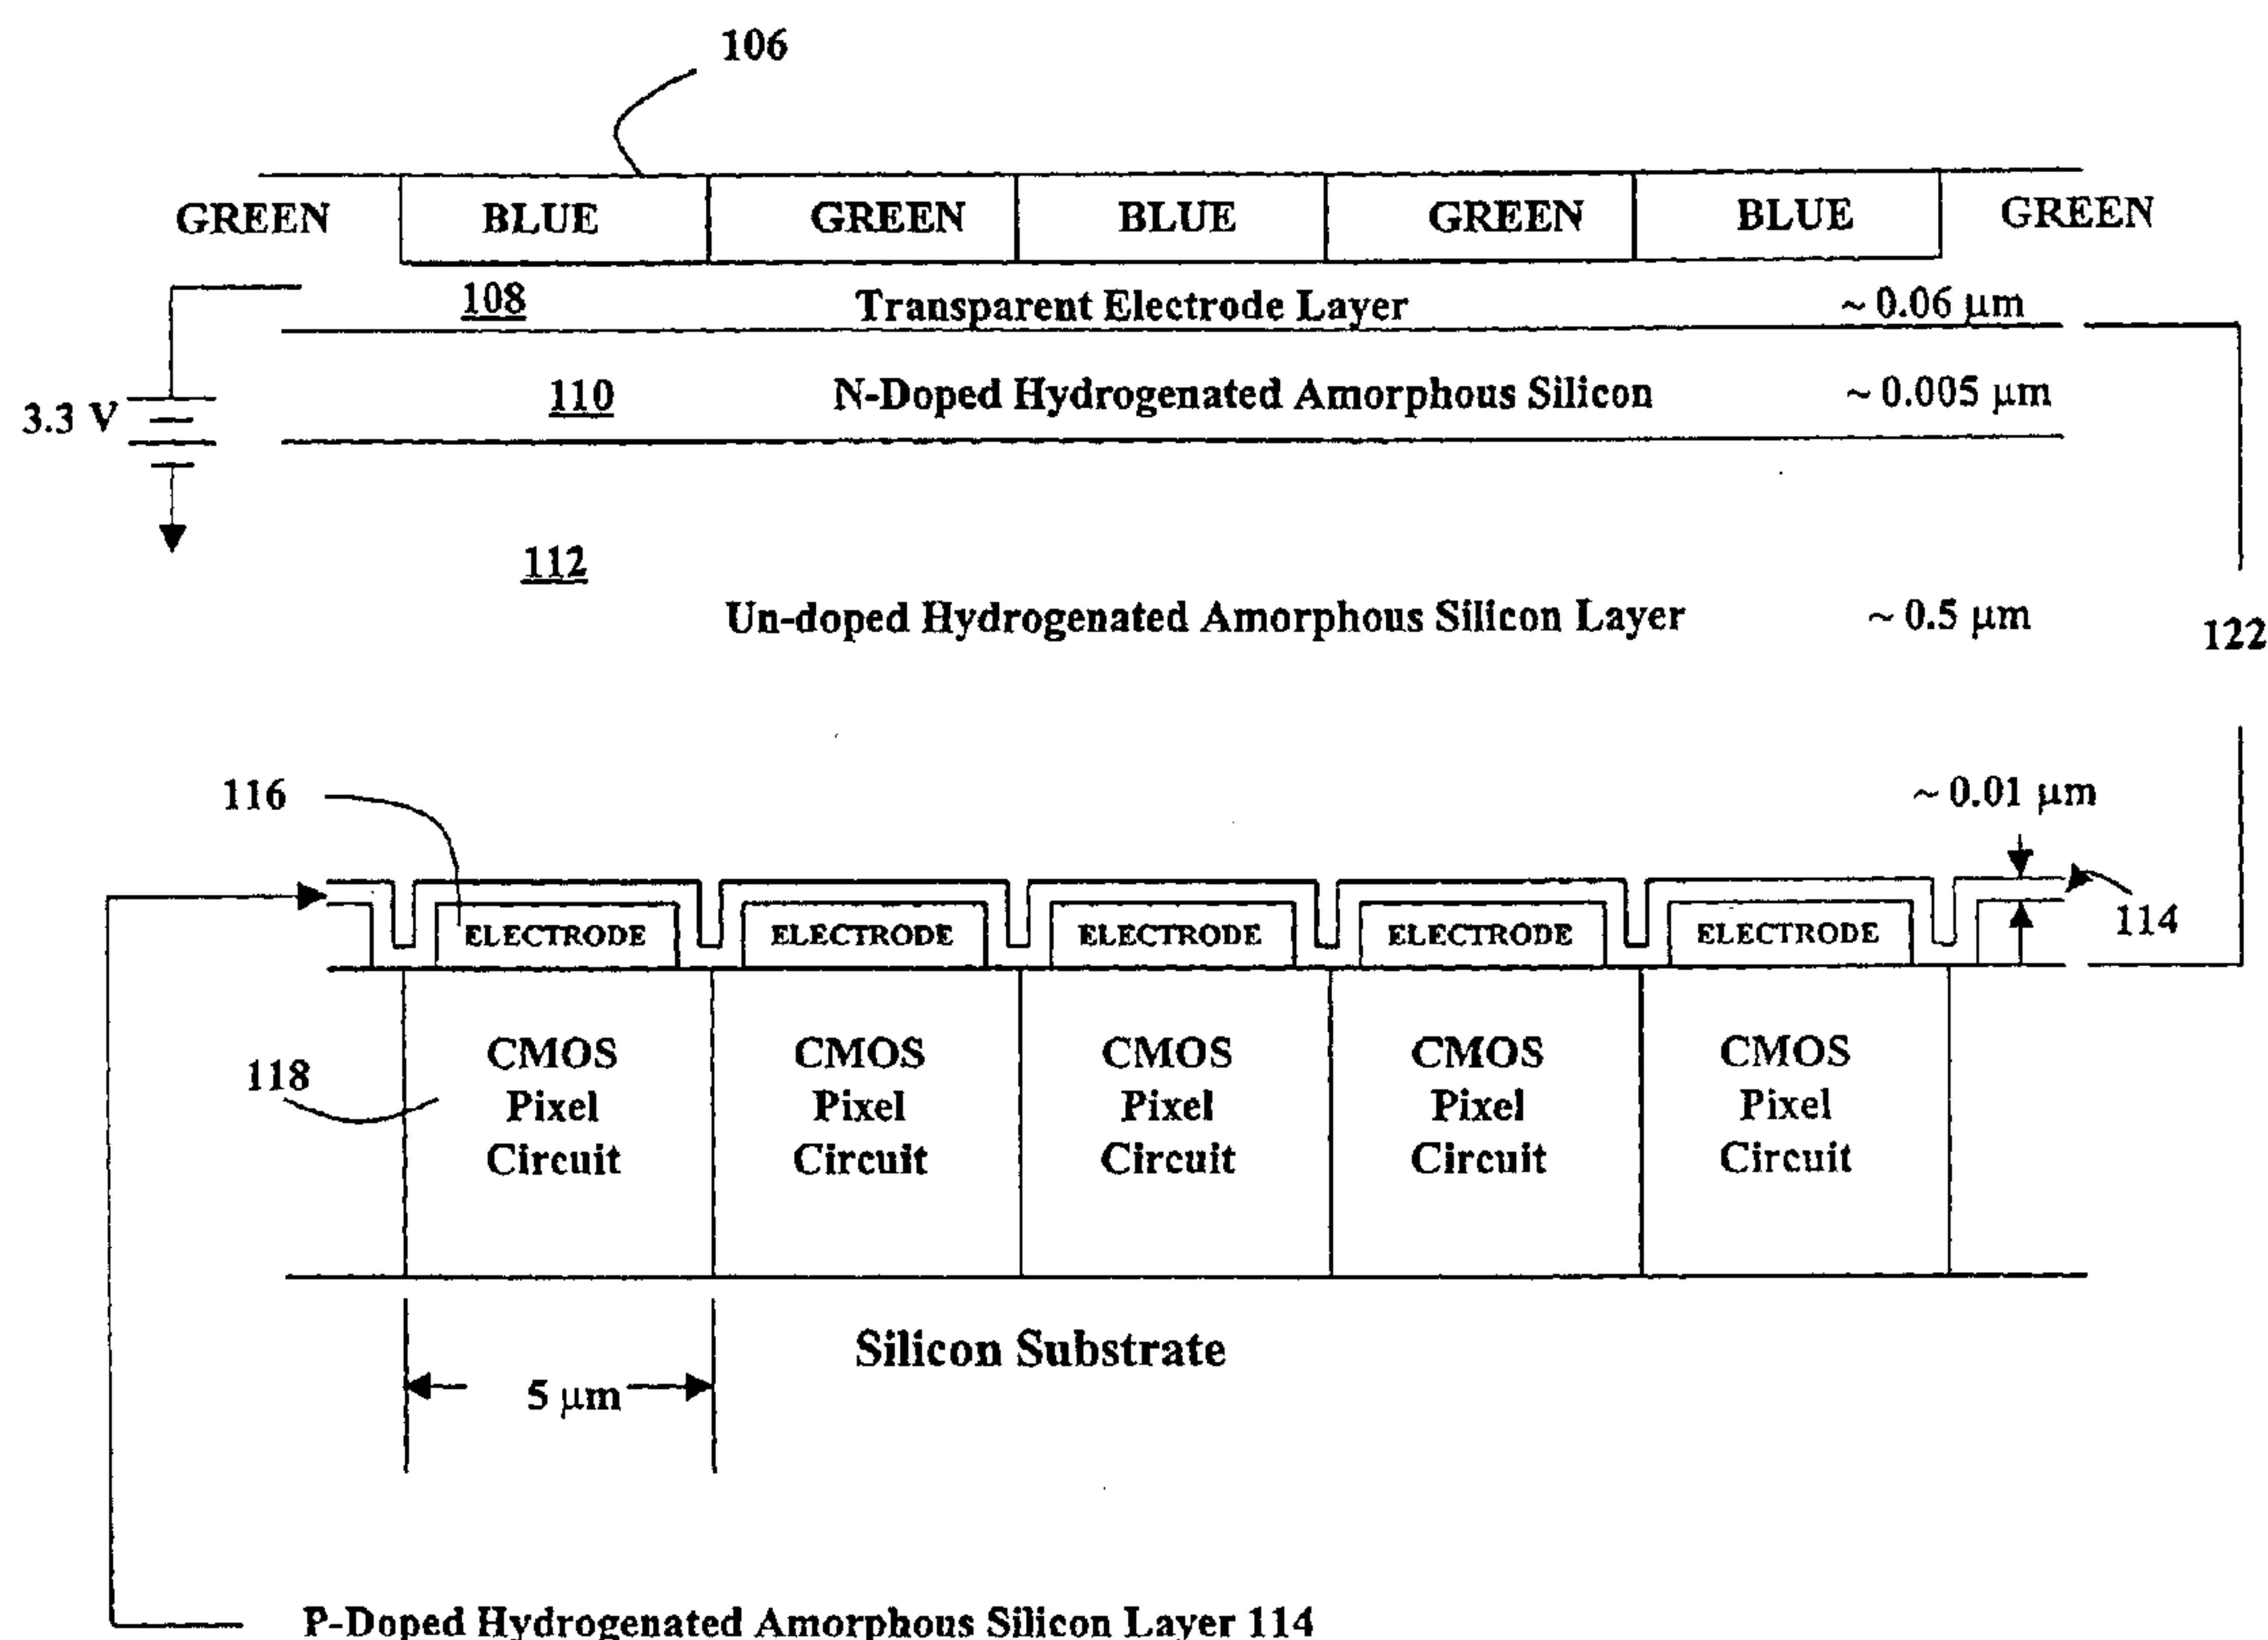 106
GREEN BLUE GREEN BLUE GREEN BLUE GREEN
108 Transparent Electrode Layer ~ 0.06 µm
3.3 V 110 N-Doped Hydrogenated Amorphous Silicon ~ 0.005 µm
112
Un-doped Hydrogenated Amorphous Silicon Layer ~ 0.5 µm
122
116 ~ 0.01 µm
ELECTRODE ELECTRODE ELECTRODE ELECTRODE ELECTRODE 114
CMOS CMOS CMOS CMOS CMOS
118 Pixel Pixel Pixel Pixel Pixel
Circuit Circuit Circuit Circuit Circuit
Silicon Substrate
5 µm
P-Doped Hydrogenated Amorphous Silicon Layer 114